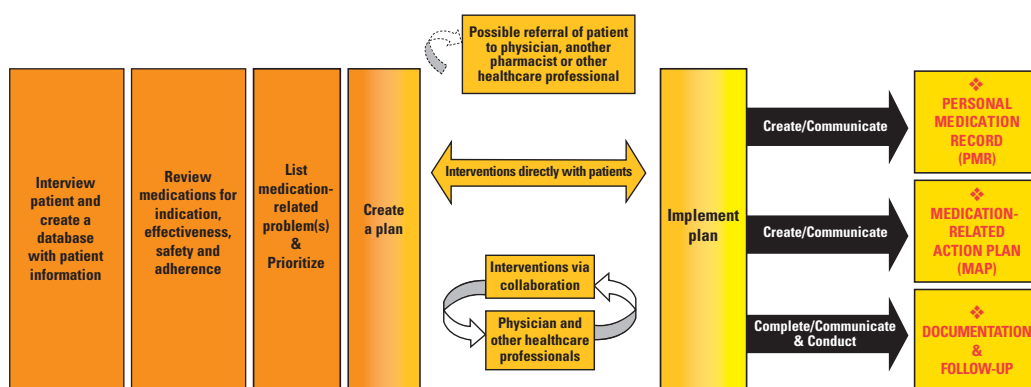 Interview
patient and
create a
database
with patient
information
Review
medications for
indication,
effectiveness,
safety and
adherence
List
medication-
related
problem(s)
&
Prioritize
Create
a plan
Possible referral of patient
to physician, another
pharmacist or other
healthcare professional
Interventions directly with patients
Interventions via
collaboration
Physician and
other healthcare
professionals
Implement
plan
Create/Communicate
❖
PERSONAL
MEDICATION
RECORD
(PMR)
Create/Communicate
❖
MEDICATION-
RELATED
ACTION PLAN
(MAP)
Complete/Communicate
& Conduct
❖
DOCUMENTATION
&
FOLLOW-UP